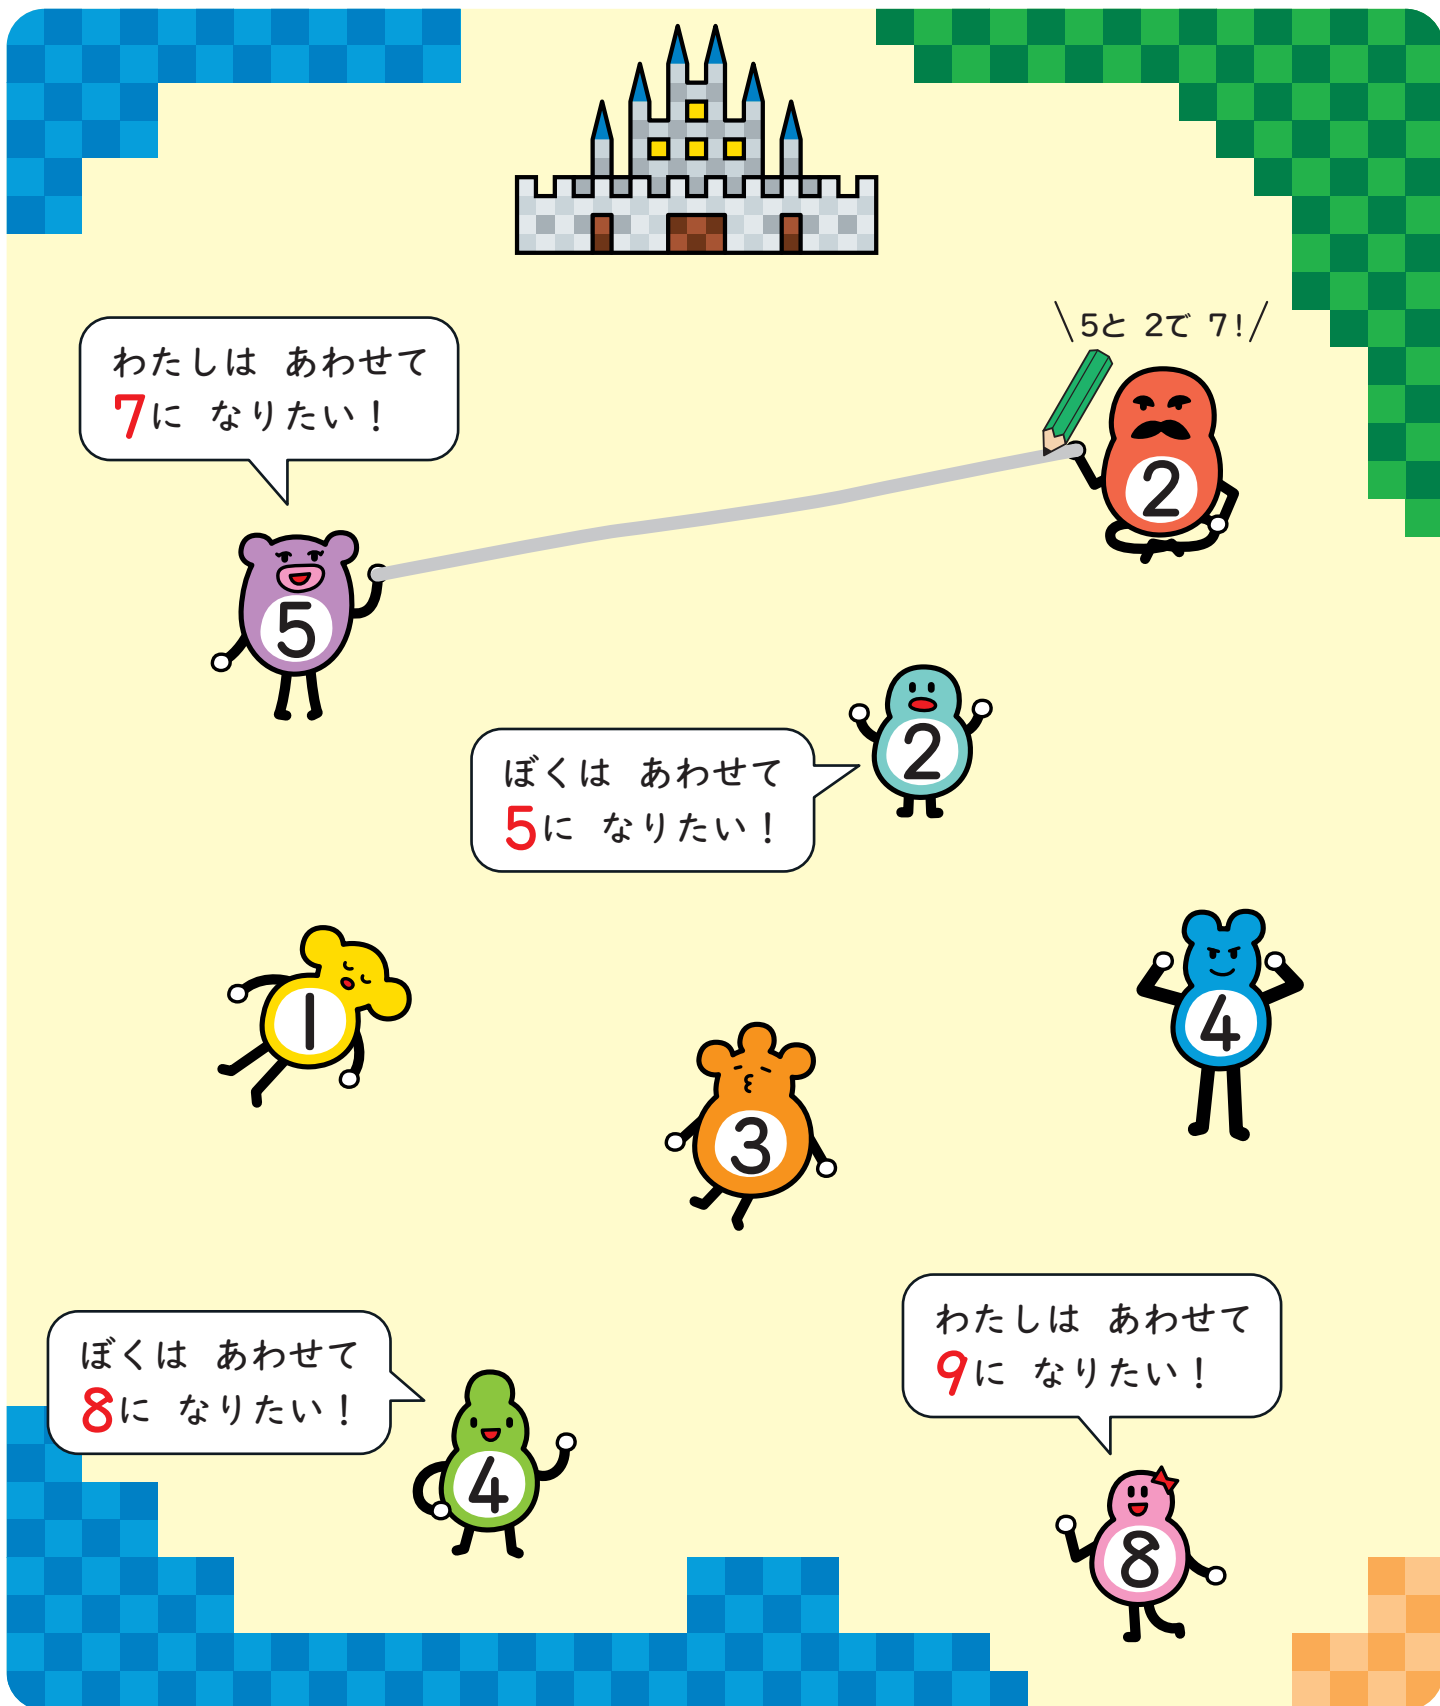 わたしは あわせて
7に なりたい！
5と 2で 7！
2
5
2
ぼくは あわせて
5に なりたい！
1
4
3
わたしは あわせて
9に なりたい！
ぼくは あわせて
8に なりたい！
4
8